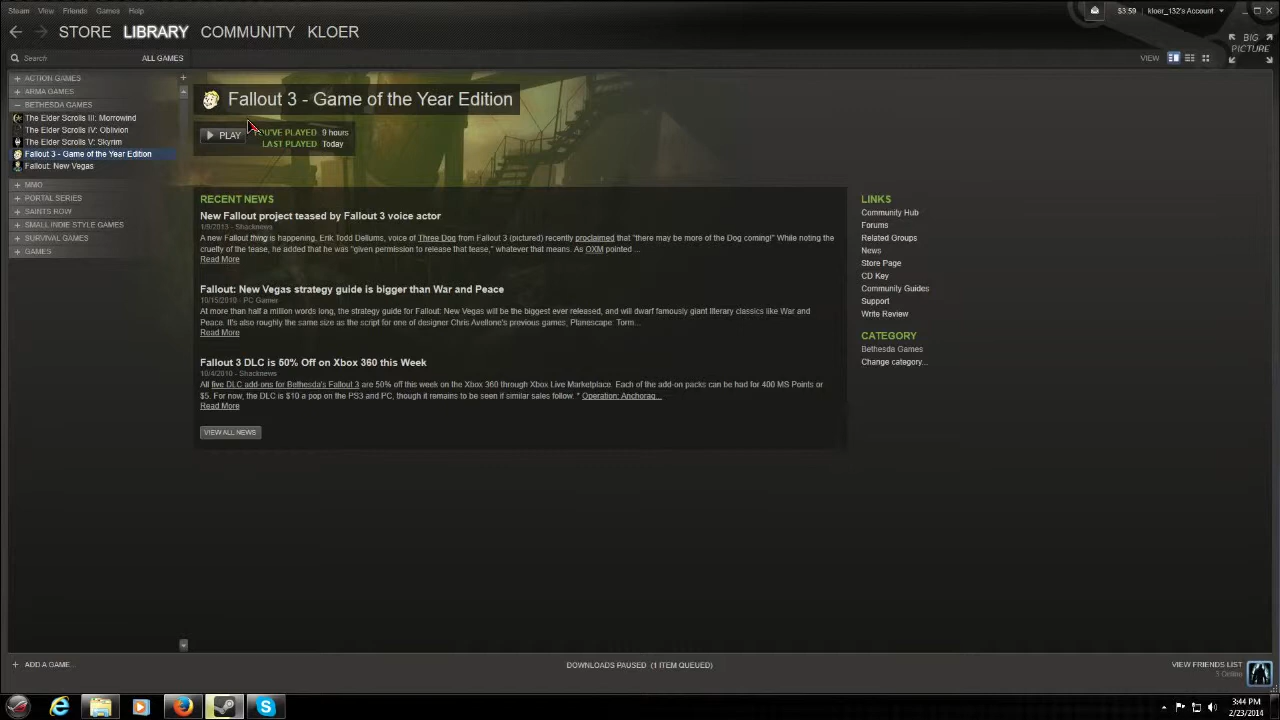 Steam View Friends Games Help
$3.59 kloer_132's Account
STORE LIBRARY COMMUNITY KLOER
BIG PICTURE
Search ALL GAMES
VIEW
ACTION GAMES
ARMA GAMES
BETHESDA GAMES
The Elder Scrolls III: Morrowind
The Elder Scrolls IV: Oblivion
The Elder Scrolls V: Skyrim
Fallout 3 - Game of the Year Edition
Fallout: New Vegas
MMO
PORTAL SERIES
SAINTS ROW
SMALL INDIE STYLE GAMES
SURVIVAL GAMES
GAMES
Fallout 3 - Game of the Year Edition
PLAY
YOU'VE PLAYED 9 hours
LAST PLAYED Today
RECENT NEWS
New Fallout project teased by Fallout 3 voice actor
1/9/2013 - Shacknews
A new Fallout thing is happening. Erik Todd Dellums, voice of Three Dog from Fallout 3 (pictured) recently proclaimed that "there may be more of the Dog coming!" While noting the
cruelty of the tease, he added that he was "given permission to release that tease," whatever that means. As OXM pointed ...
Read More
Fallout: New Vegas strategy guide is bigger than War and Peace
10/15/2010 - PC Gamer
At more than half a million words long, the strategy guide for Fallout: New Vegas will be the biggest ever released, and will dwarf famously giant literary classics like War and
Peace. It's also roughly the same size as the script for one of designer Chris Avellone's previous games, Planescape: Torm...
Read More
Fallout 3 DLC is 50% Off on Xbox 360 this Week
10/4/2010 - Shacknews
All five DLC add-ons for Bethesda's Fallout 3 are 50% off this week on the Xbox 360 through Xbox Live Marketplace. Each of the add-on packs can be had for 400 MS Points or
$5. For now, the DLC is $10 a pop on the PS3 and PC, though it remains to be seen if similar sales follow. * Operation: Anchorag...
Read More
VIEW ALL NEWS
LINKS
Community Hub
Forums
Related Groups
News
Store Page
CD Key
Community Guides
Support
Write Review
CATEGORY
Bethesda Games
Change category...
ADD A GAME...
DOWNLOADS PAUSED (1 ITEM QUEUED)
VIEW FRIENDS LIST
3 Online
3:44 PM
2/23/2014